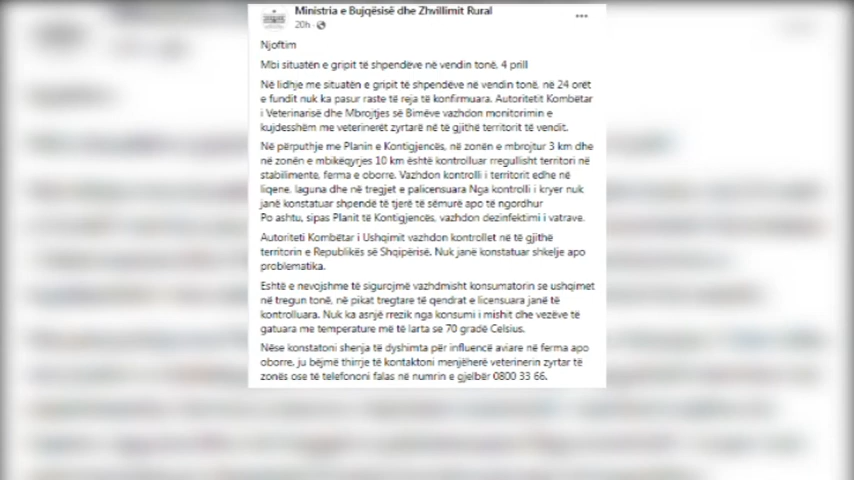 Ministria e Bujqësisë dhe Zhvillimit Rural
20h
Njoftim
Mbi situatën e gripit të shpendëve në vendin tonë, 4 prill
Në lidhje me situatën e gripit të shpendëve në vendin tonë, në 24 orët
e fundit nuk ka pasur raste të reja të konfirmuara. Autoritetit Kombëtar
i Veterinarisë dhe Mbrojtjes së Bimëve vazhdon monitorimin e
kujdesshëm me veterinerët zyrtarë në të gjithë territorit të vendit.
Në përputhje me Planin e Kontigjencës, në zonën e mbrojtur 3 km dhe
në zonën e mbikëqyrjes 10 km është kontrolluar rregullisht territori në
stabilimente, ferma e oborre. Vazhdon kontrolli i territorit edhe në
liqene, laguna dhe në tregjet e palicensuara Nga kontrolli i kryer nuk
janë konstatuar shpendë të tjerë të sëmurë apo të ngordhur
Po ashtu, sipas Planit të Kontigjencës, vazhdon dezinfektimi i vatrave.
Autoriteti Kombëtar i Ushqimit vazhdon kontrollet në të gjithë
territorin e Republikës së Shqipërisë. Nuk janë konstatuar shkelje apo
problematika.
Eshtë e nevojshme të sigurojmë vazhdmisht konsumatorin se ushqimet
në tregun tonë, në pikat tregtare të qendrat e licensuara janë të
kontrolluara. Nuk ka asnjë rrezik nga konsumi i mishit dhe vezëve të
gatuara me temperature më të larta se 70 gradë Celsius.
Nëse konstatoni shenja të dyshimta për influencë aviare në ferma apo
oborre, ju bëjmë thirrje të kontaktoni menjëherë veterinerin zyrtar të
zonës ose të telefononi falas në numrin e gjelbër 0800 33 66.